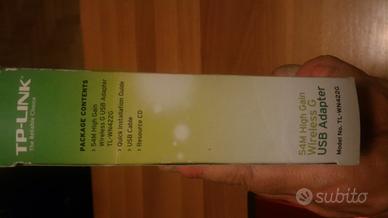 TP-LINK
The Reliable Choice
PACKAGE CONTENTS
› 54M High Gain
Wireless G USB Adapter
TL-WN422G
› Quick Installation Guide
› USB Cable
› Resource CD
54M High Gain
Wireless G
USB Adapter
Model No. TL-WN422G
subito